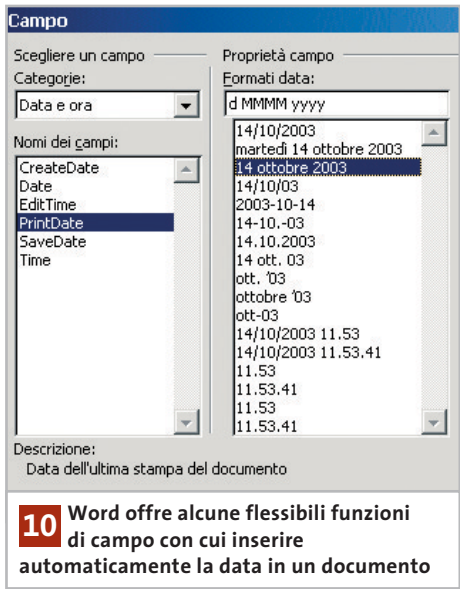 Campo
Scegliere un campo
Categorie:
Data e ora
Nomi dei campi:
CreateDate
Date
EditTime
PrintDate
SaveDate
Time
Proprietà campo
Formati data:
d MMMM yyyy
14/10/2003
martedì 14 ottobre 2003
14 ottobre 2003
14/10/03
2003-10-14
14-10.-03
14.10.2003
14 ott. 03
ott. '03
ottobre '03
ott-03
14/10/2003 11.53
14/10/2003 11.53.41
11.53
11.53.41
11.53
11.53.41
Descrizione:
Data dell'ultima stampa del documento
10 Word offre alcune flessibili funzioni
di campo con cui inserire
automaticamente la data in un documento